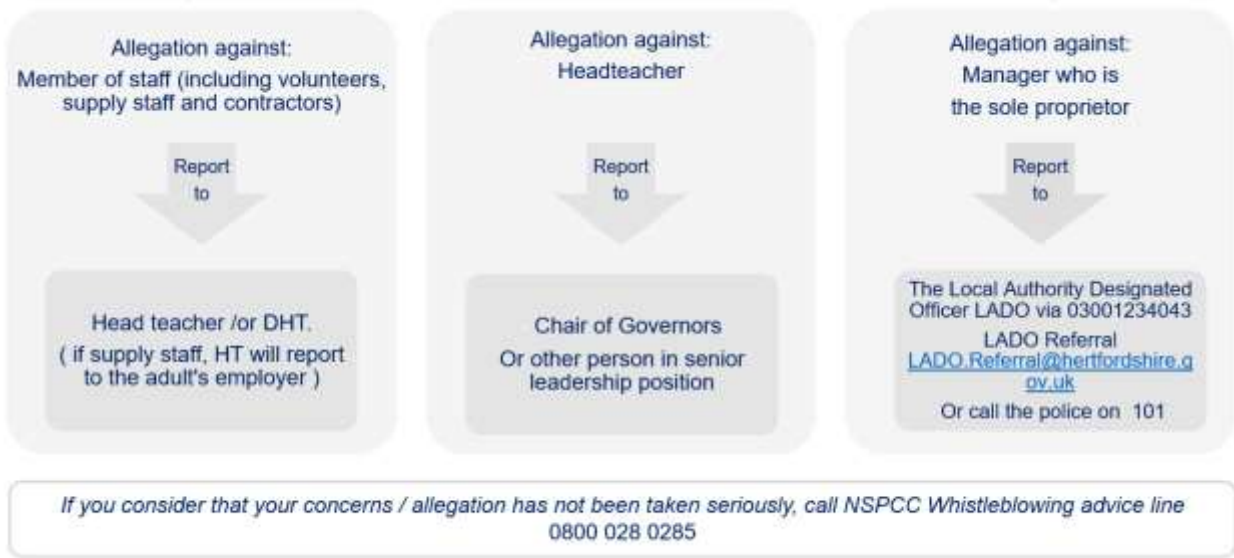 Allegation against:
Member of staff (including volunteers,
supply staff and contractors)
Report
to
Head teacher /or DHT.
( if supply staff, HT will report
to the adult's employer )
Allegation against:
Headteacher
Report
to
Chair of Governors
Or other person in senior
leadership position
Allegation against:
Manager who is
the sole proprietor
Report
to
The Local Authority Designated
Officer LADO via 03001234043
LADO Referral
LADO.Referral@hertfordshire.g
ov.uk
Or call the police on 101
If you consider that your concerns / allegation has not been taken seriously, call NSPCC Whistleblowing advice line
0800 028 0285